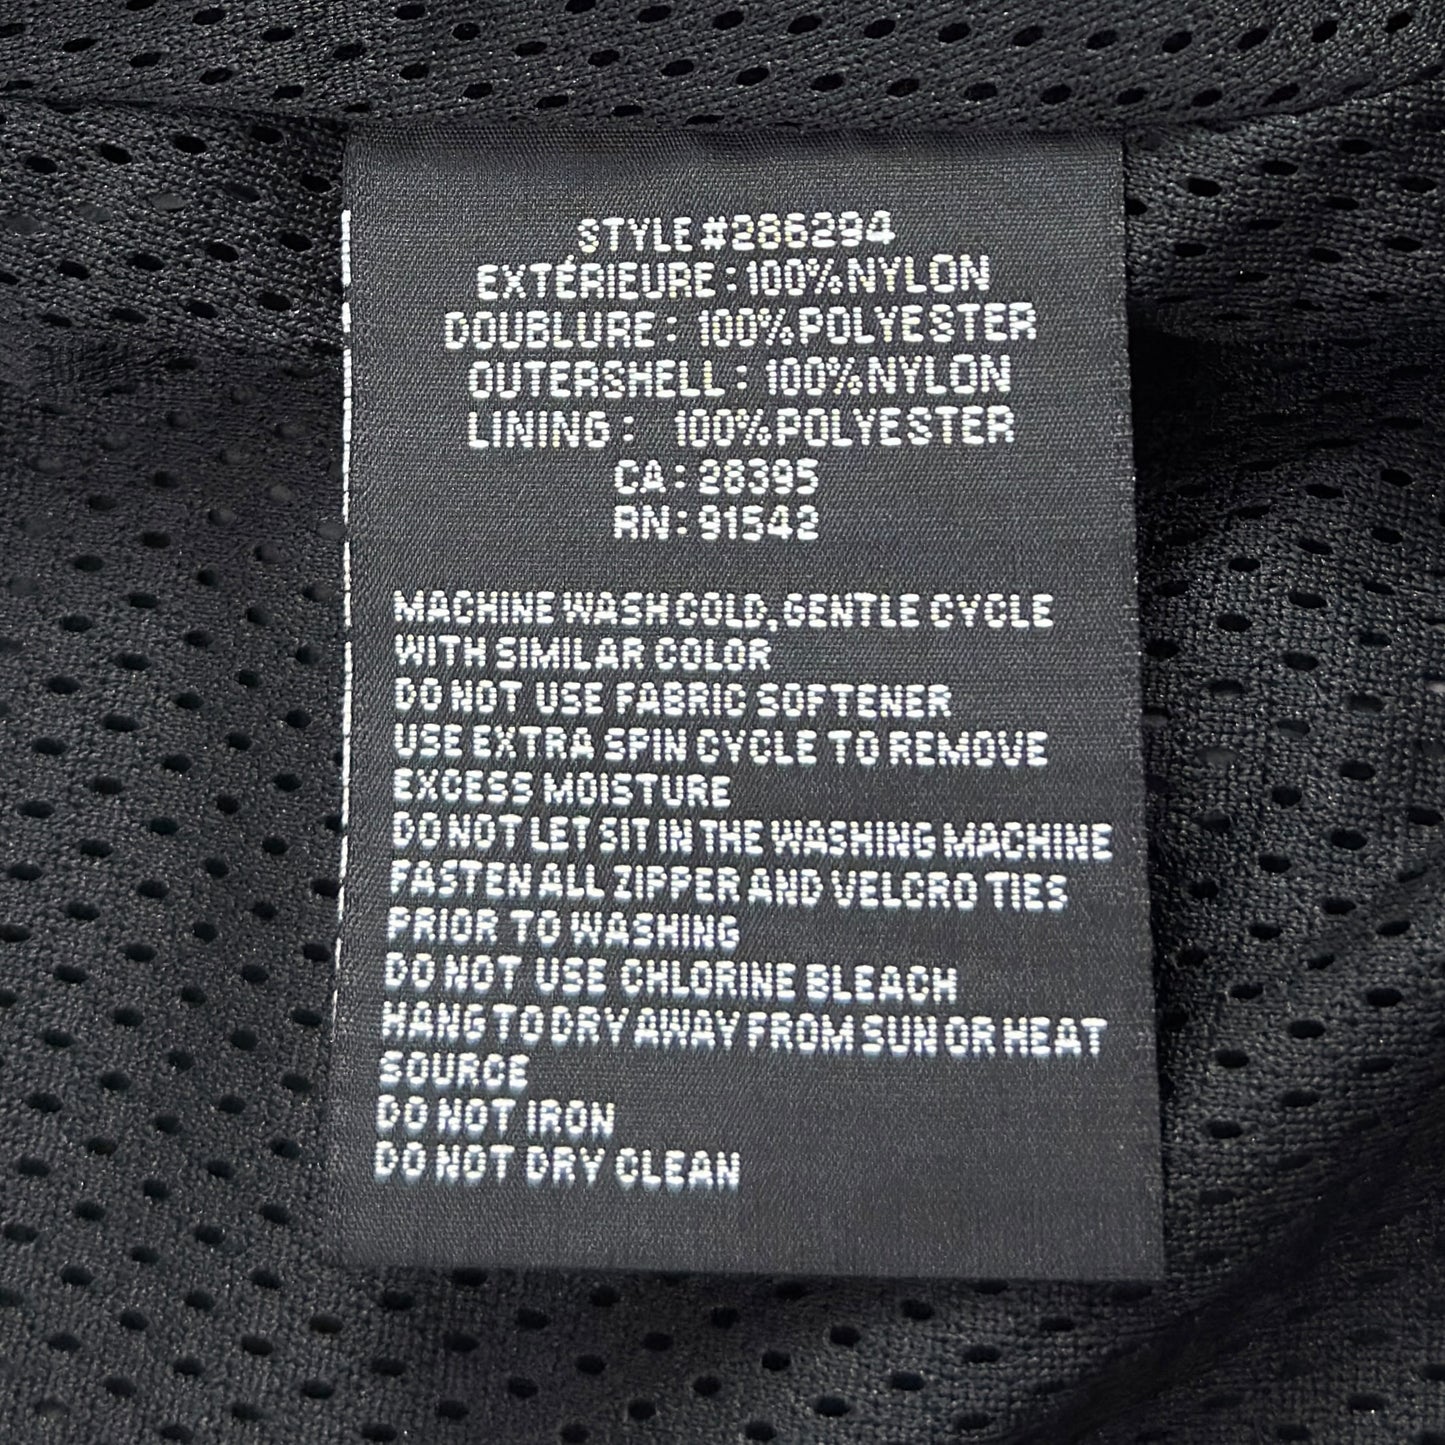 STYLE #286294
EXTÉRIEURE : 100% NYLON
DOUBLURE : 100% POLYESTER
OUTERSHELL : 100% NYLON
LINING : 100% POLYESTER
CA : 28395
RN : 91542
MACHINE WASH COLD, GENTLE CYCLE
WITH SIMILAR COLOR
DO NOT USE FABRIC SOFTENER
USE EXTRA SPIN CYCLE TO REMOVE
EXCESS MOISTURE
DO NOT LET SIT IN THE WASHING MACHINE
FASTEN ALL ZIPPER AND VELCRO TIES
PRIOR TO WASHING
DO NOT USE CHLORINE BLEACH
HANG TO DRY AWAY FROM SUN OR HEAT
SOURCE
DO NOT IRON
DO NOT DRY CLEAN